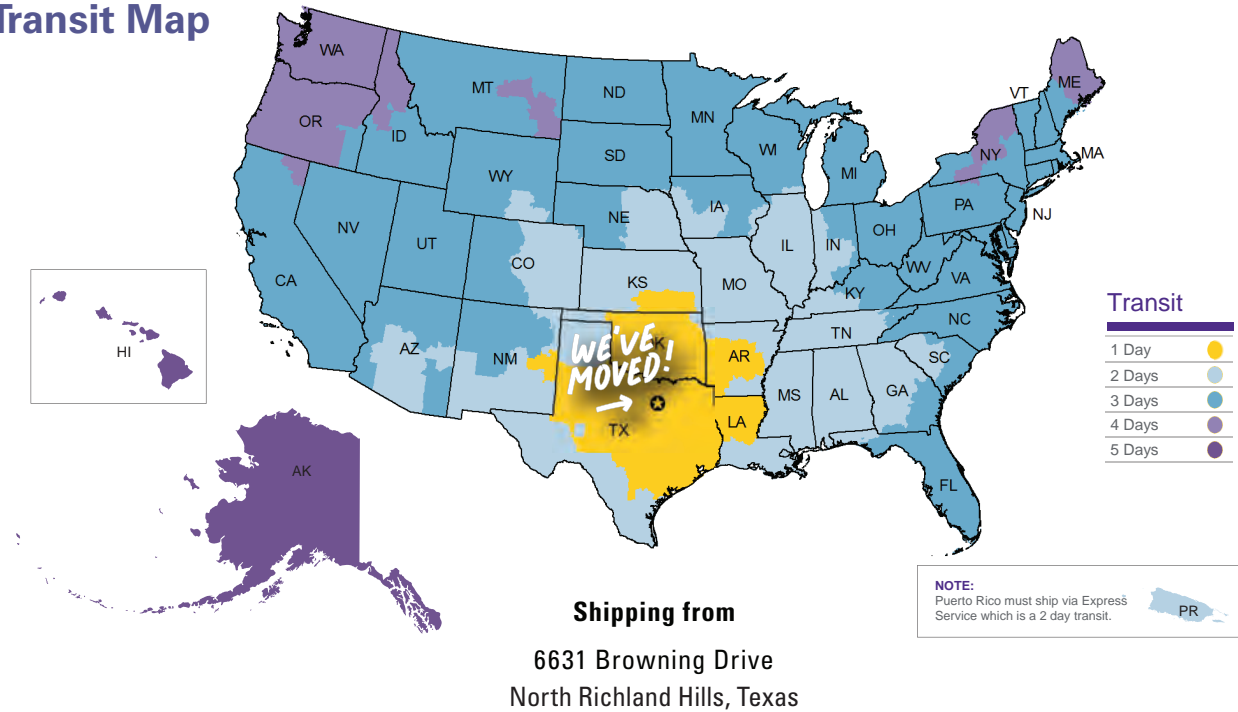 Transit Map
WA
OR
MT
ID
ND
MN
SD
WY
WI
MI
VT
ME
NY
MA
NE
IA
PA
NJ
NV
UT
CO
IL
IN
OH
WV
VA
CA
KS
MO
KY
NC
TN
AZ
NM
WE'VE
MOVED!
OK
AR
SC
MS
AL
GA
TX
LA
FL
HI
AK
Transit
1 Day
2 Days
3 Days
4 Days
5 Days
NOTE:
Puerto Rico must ship via Express
Service which is a 2 day transit.
PR
Shipping from
6631 Browning Drive
North Richland Hills, Texas